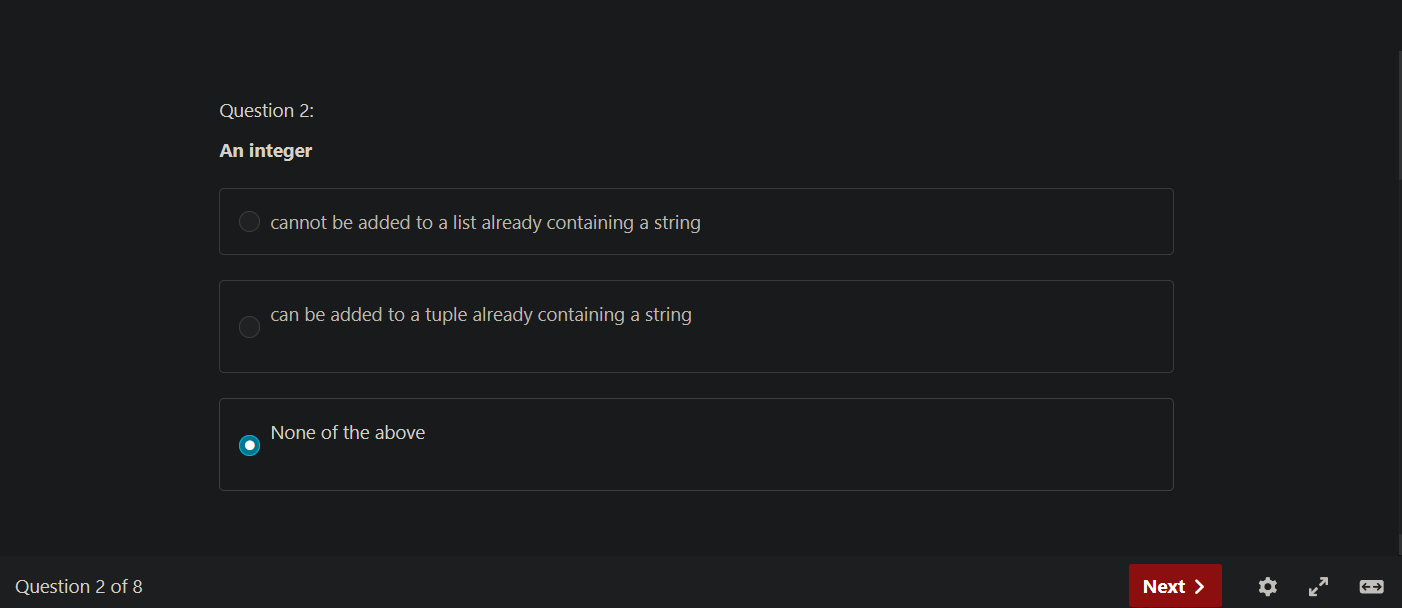 Question 2:
An integer
cannot be added to a list already containing a string
can be added to a tuple already containing a string
None of the above
Question 2 of 8
Next